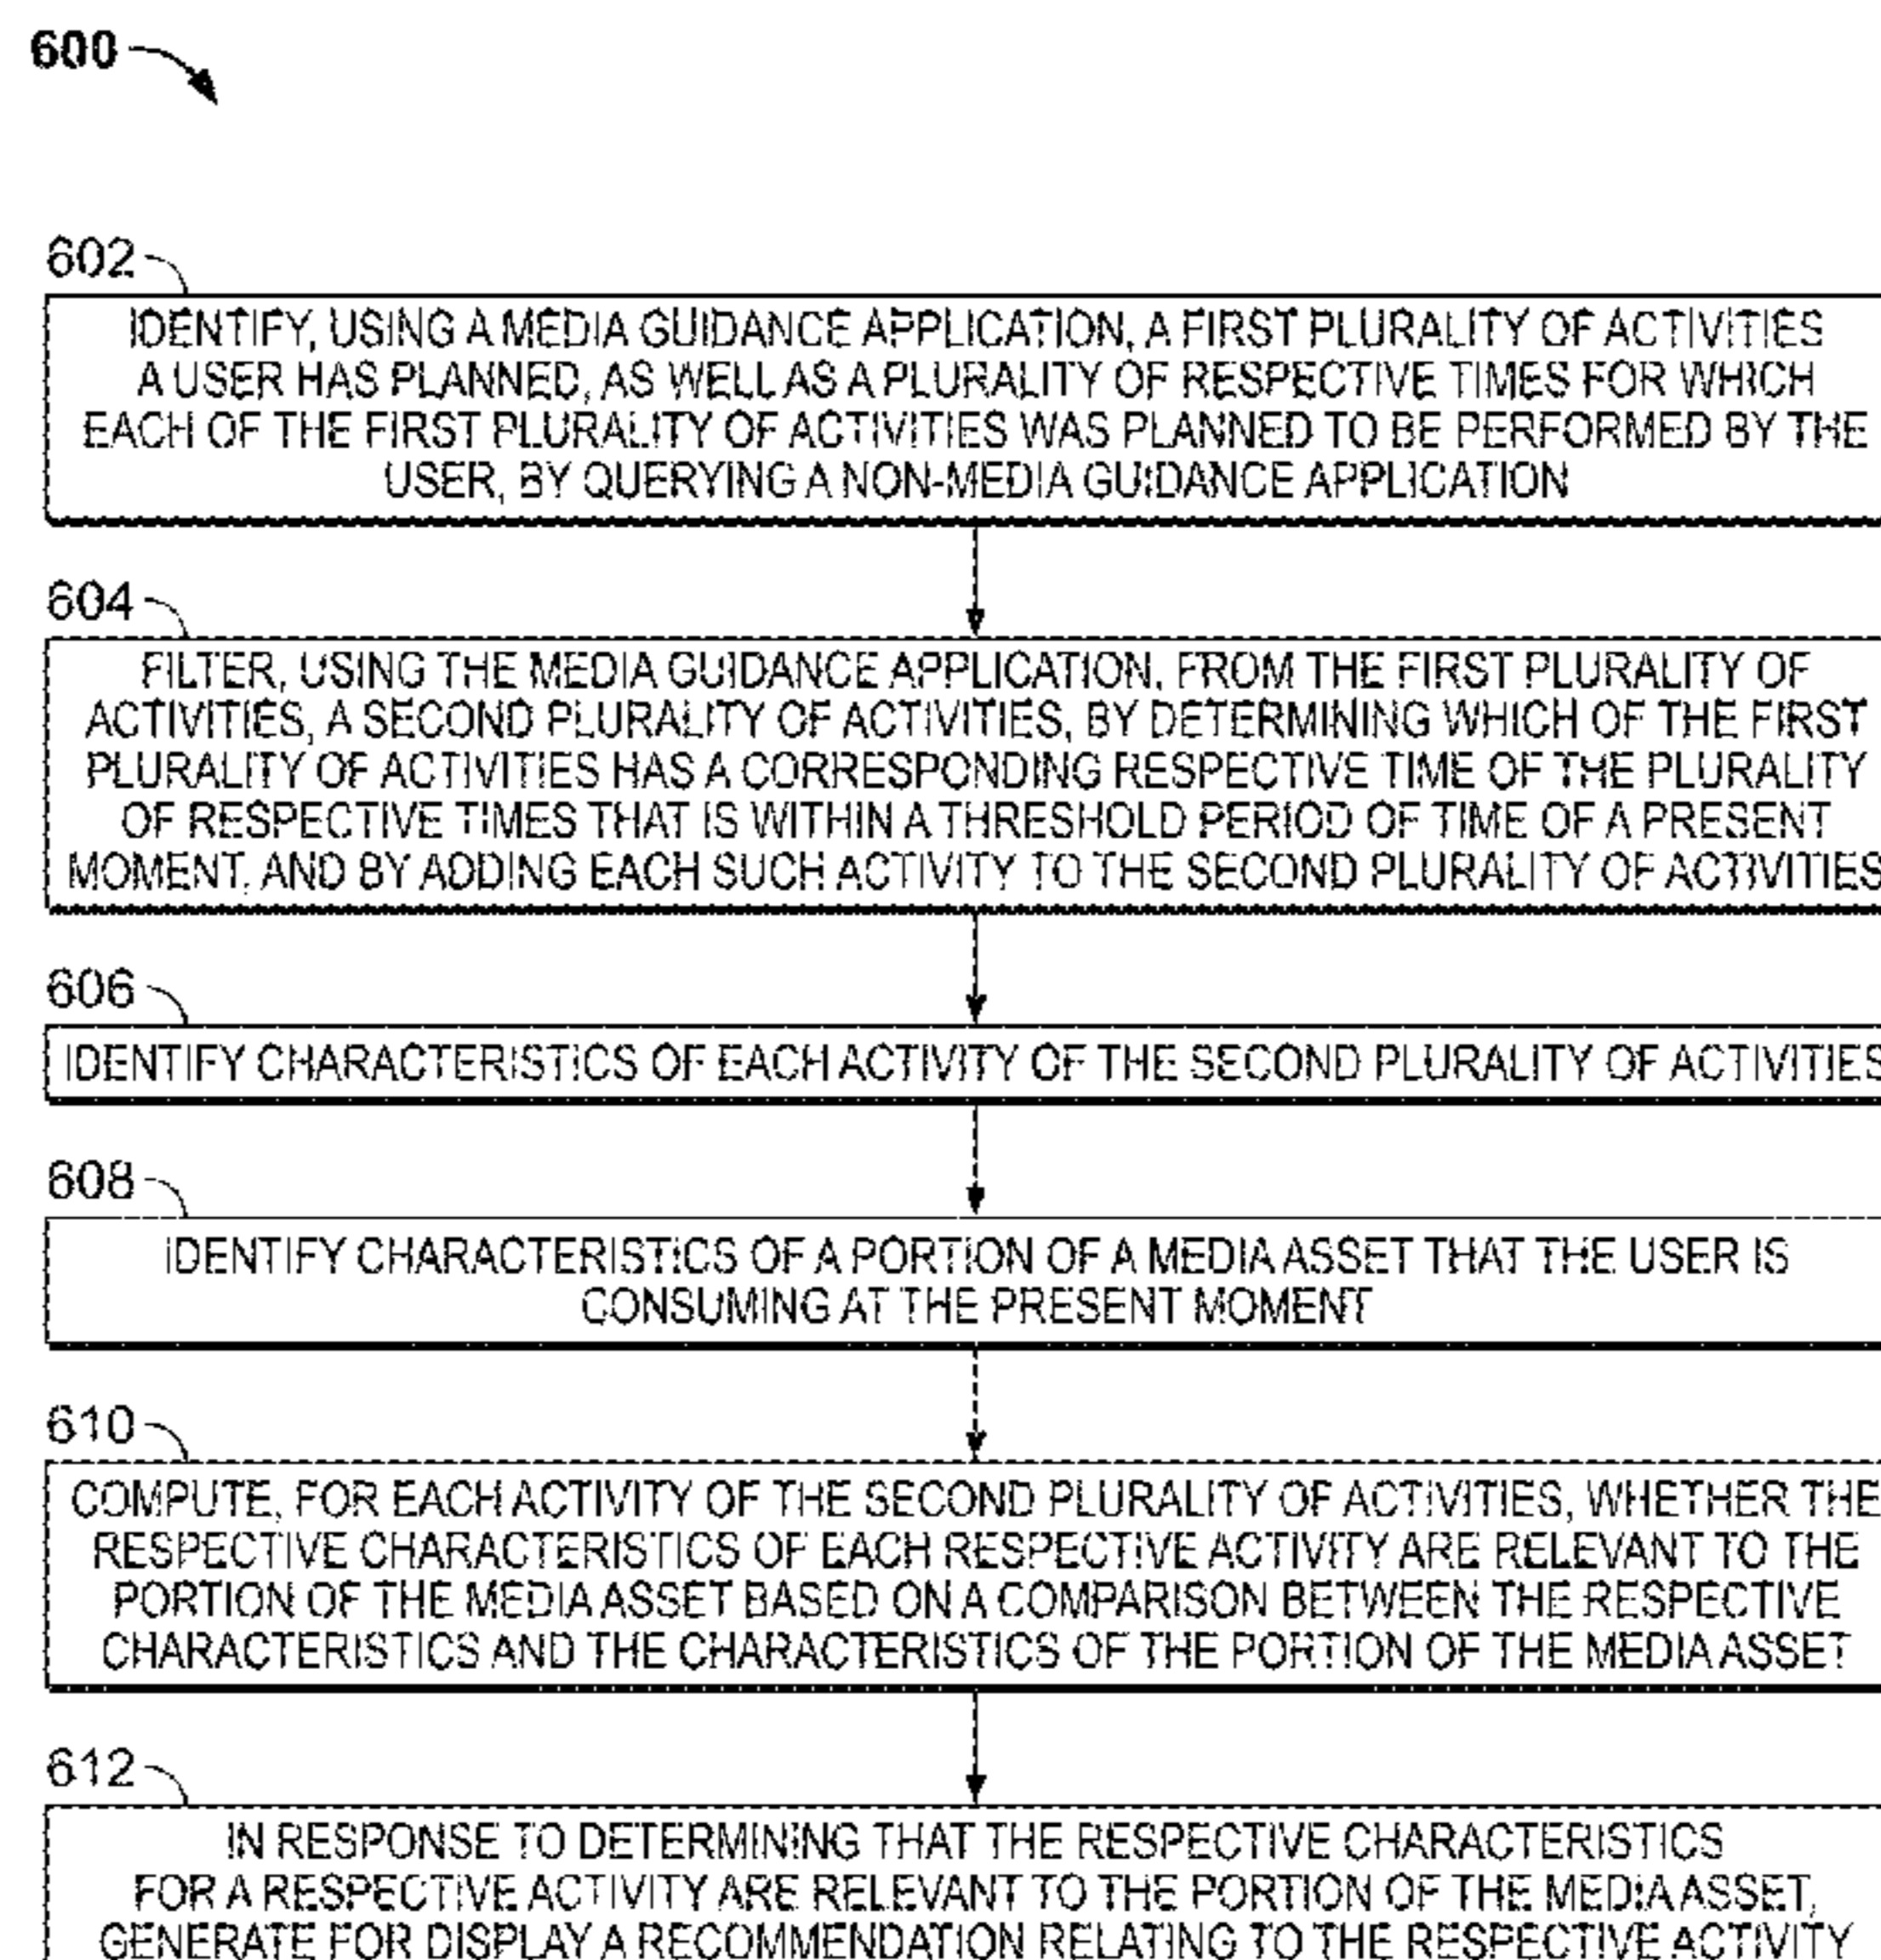 600
602
IDENTIFY, USING A MEDIA GUIDANCE APPLICATION, A FIRST PLURALITY OF ACTIVITIES
A USER HAS PLANNED, AS WELL AS A PLURALITY OF RESPECTIVE TIMES FOR WHICH
EACH OF THE FIRST PLURALITY OF ACTIVITIES WAS PLANNED TO BE PERFORMED BY THE
USER, BY QUERYING A NON-MEDIA GUIDANCE APPLICATION
604
FILTER, USING THE MEDIA GUIDANCE APPLICATION, FROM THE FIRST PLURALITY OF
ACTIVITIES, A SECOND PLURALITY OF ACTIVITIES, BY DETERMINING WHICH OF THE FIRST
PLURALITY OF ACTIVITIES HAS A CORRESPONDING RESPECTIVE TIME OF THE PLURALITY
OF RESPECTIVE TIMES THAT IS WITHIN A THRESHOLD PERIOD OF TIME OF A PRESENT
MOMENT, AND BY ADDING EACH SUCH ACTIVITY TO THE SECOND PLURALITY OF ACTIVITIES
606
IDENTIFY CHARACTERISTICS OF EACH ACTIVITY OF THE SECOND PLURALITY OF ACTIVITIES
608
IDENTIFY CHARACTERISTICS OF A PORTION OF A MEDIA ASSET THAT THE USER IS
CONSUMING AT THE PRESENT MOMENT
610
COMPUTE, FOR EACH ACTIVITY OF THE SECOND PLURALITY OF ACTIVITIES, WHETHER THE
RESPECTIVE CHARACTERISTICS OF EACH RESPECTIVE ACTIVITY ARE RELEVANT TO THE
PORTION OF THE MEDIA ASSET BASED ON A COMPARISON BETWEEN THE RESPECTIVE
CHARACTERISTICS AND THE CHARACTERISTICS OF THE PORTION OF THE MEDIA ASSET
612
IN RESPONSE TO DETERMINING THAT THE RESPECTIVE CHARACTERISTICS
FOR A RESPECTIVE ACTIVITY ARE RELEVANT TO THE PORTION OF THE MEDIA ASSET,
GENERATE FOR DISPLAY A RECOMMENDATION RELATING TO THE RESPECTIVE ACTIVITY